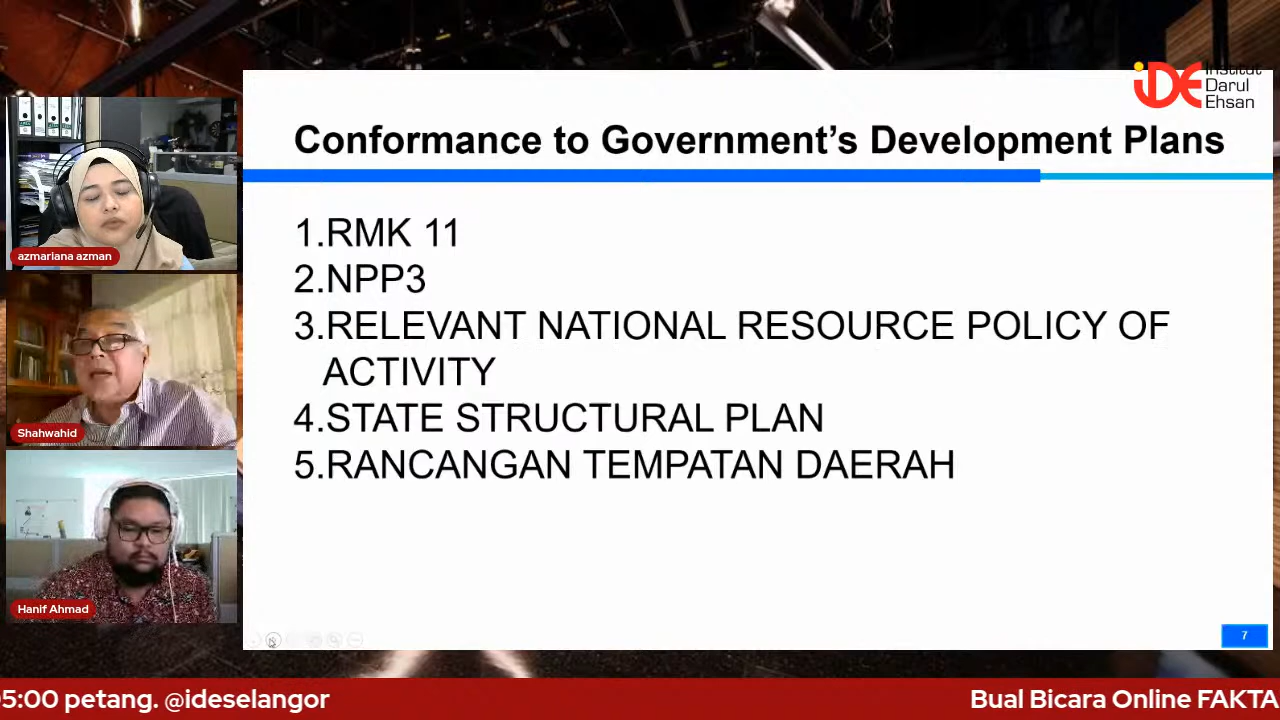 Institut
Darul
Ehsan
Conformance to Government’s Development Plans
1.RMK 11
2.NPP3
3.RELEVANT NATIONAL RESOURCE POLICY OF
ACTIVITY
4.STATE STRUCTURAL PLAN
5.RANCANGAN TEMPATAN DAERAH
7
azmariana azman
Shahwahid
Hanif Ahmad
5:00 petang. @ideselangor
Bual Bicara Online FAKTA